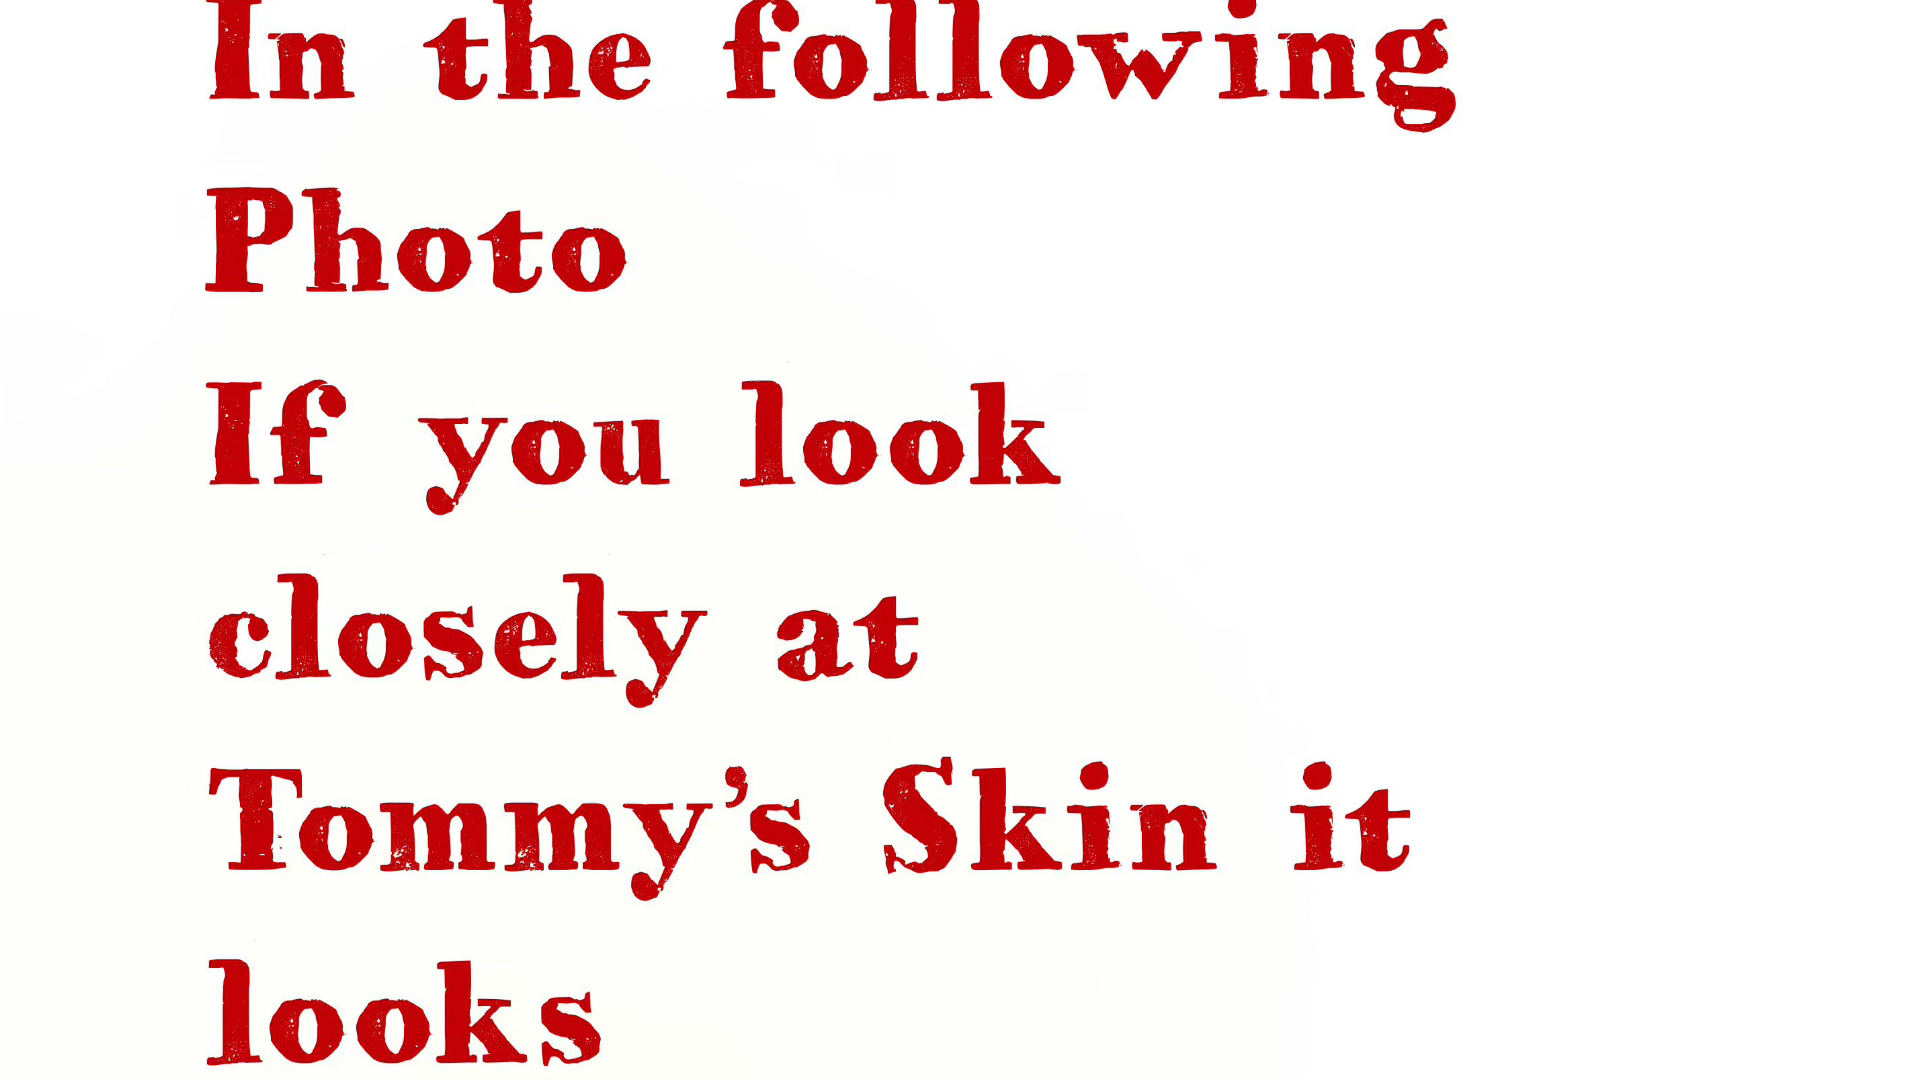 In the following
Photo
If you look
closely at
Tommy's Skin it
looks